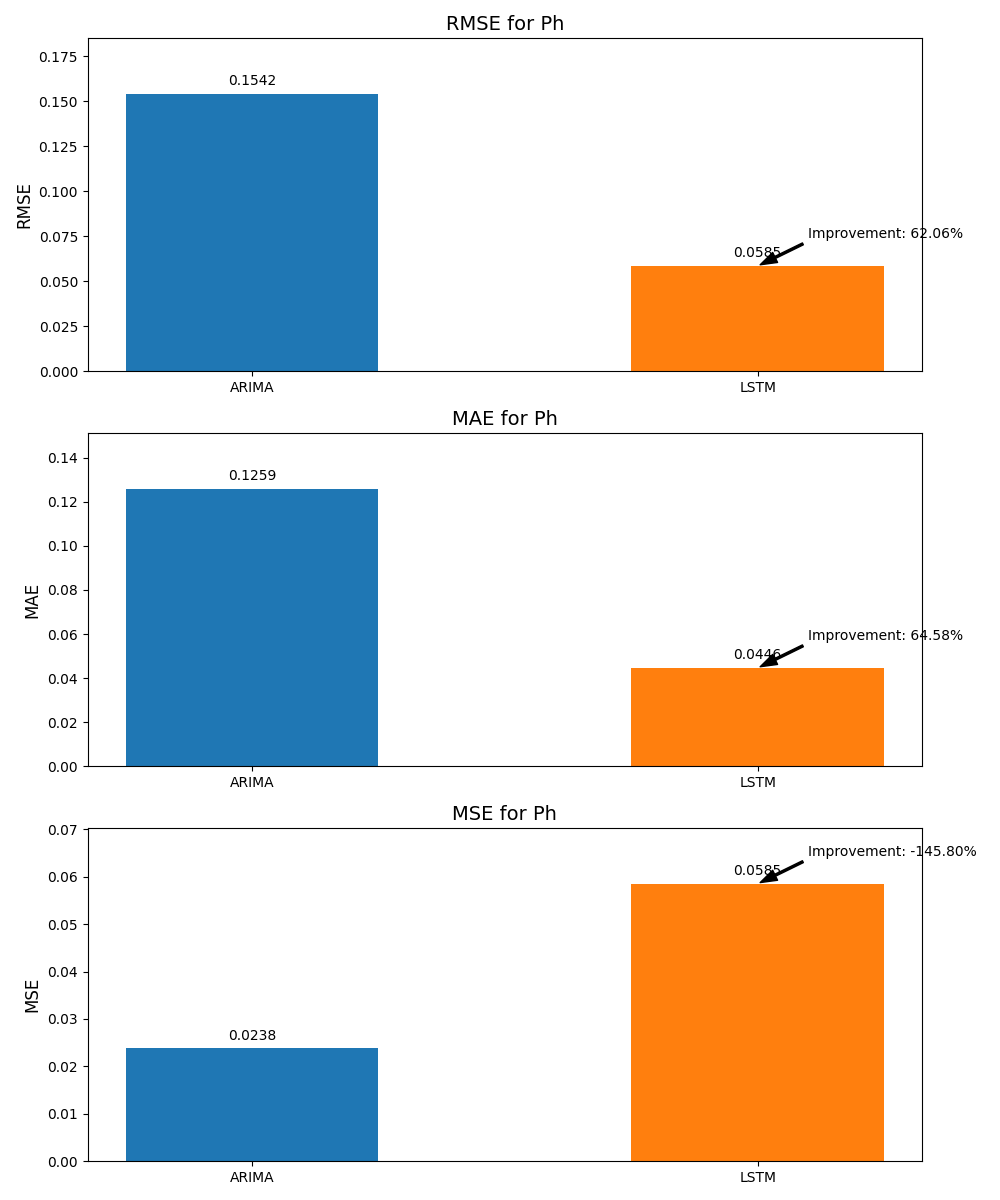 RMSE for Ph
0.175
0.150
0.125
0.100
0.075
0.050
0.025
0.000
RMSE
0.1542
0.0585
Improvement: 62.06%
ARIMA
LSTM
MAE for Ph
0.14
0.12
0.10
0.08
0.06
0.04
0.02
0.00
MAE
0.1259
0.0446
Improvement: 64.58%
ARIMA
LSTM
MSE for Ph
0.07
0.06
0.05
0.04
0.03
0.02
0.01
0.00
MSE
0.0238
0.0585
Improvement: -145.80%
ARIMA
LSTM